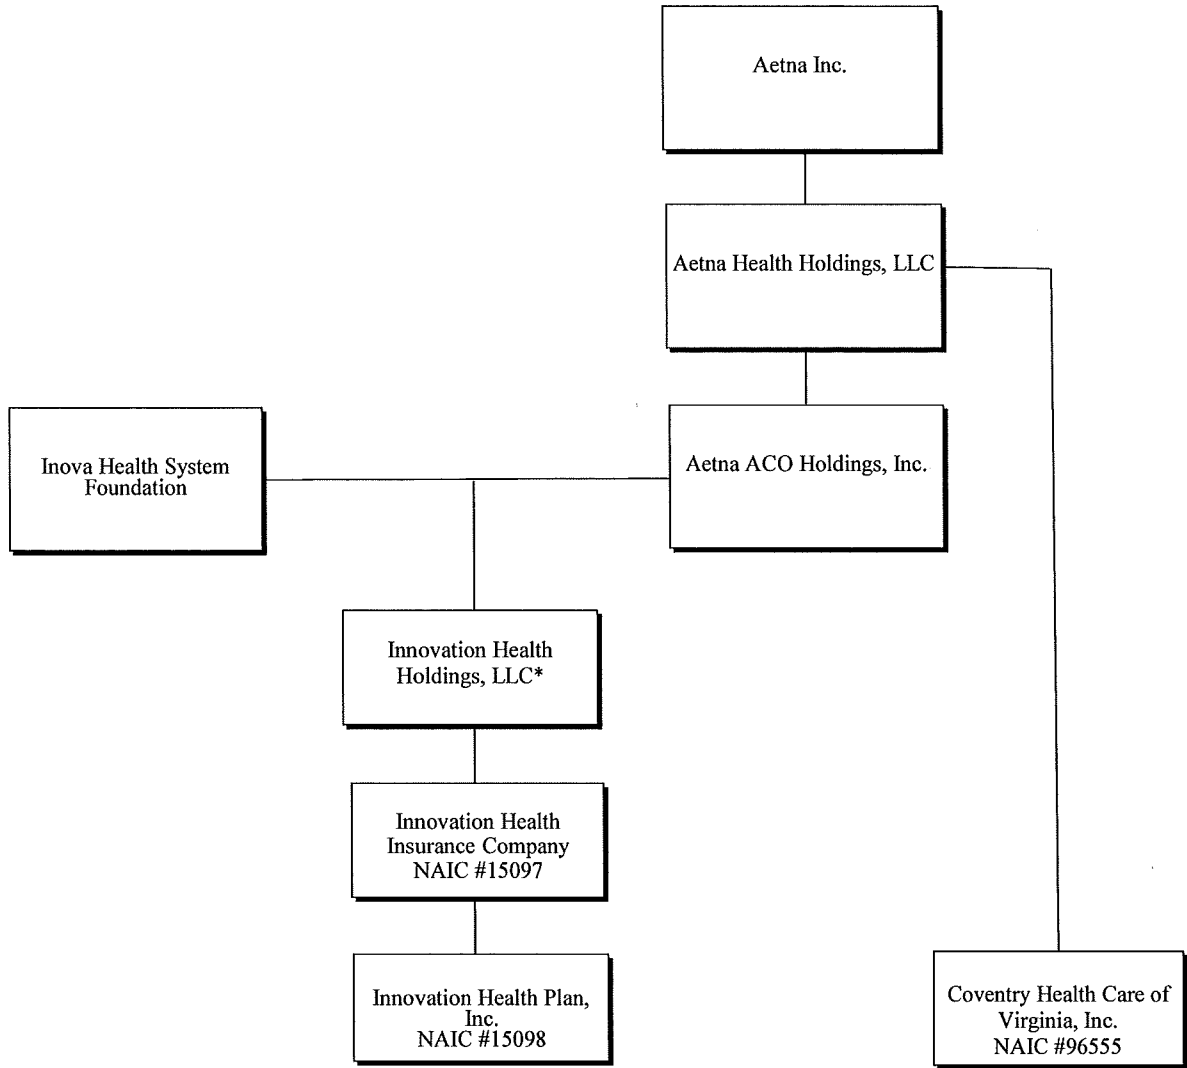 Aetna Inc.
Aetna Health Holdings, LLC
Inova Health System
Foundation
Aetna ACO Holdings, Inc.
Innovation Health
Holdings, LLC*
Innovation Health
Insurance Company
NAIC #15097
Innovation Health Plan,
Inc.
NAIC #15098
Coventry Health Care of
Virginia, Inc.
NAIC #96555